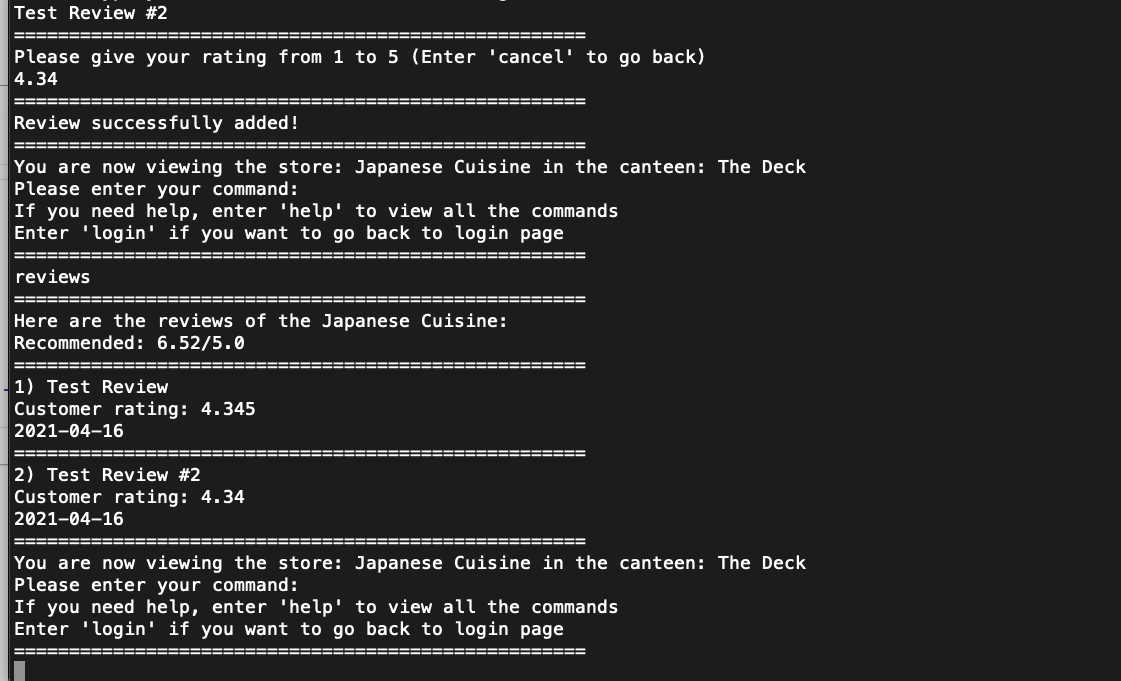 Test Review #2
====================================================
Please give your rating from 1 to 5 (Enter 'cancel' to go back)
4.34
====================================================
Review successfully added!
====================================================
You are now viewing the store: Japanese Cuisine in the canteen: The Deck
Please enter your command:
If you need help, enter 'help' to view all the commands
Enter 'login' if you want to go back to login page
====================================================
reviews
====================================================
Here are the reviews of the Japanese Cuisine:
Recommended: 6.52/5.0
====================================================
1) Test Review
Customer rating: 4.345
2021-04-16
====================================================
2) Test Review #2
Customer rating: 4.34
2021-04-16
====================================================
You are now viewing the store: Japanese Cuisine in the canteen: The Deck
Please enter your command:
If you need help, enter 'help' to view all the commands
Enter 'login' if you want to go back to login page
====================================================